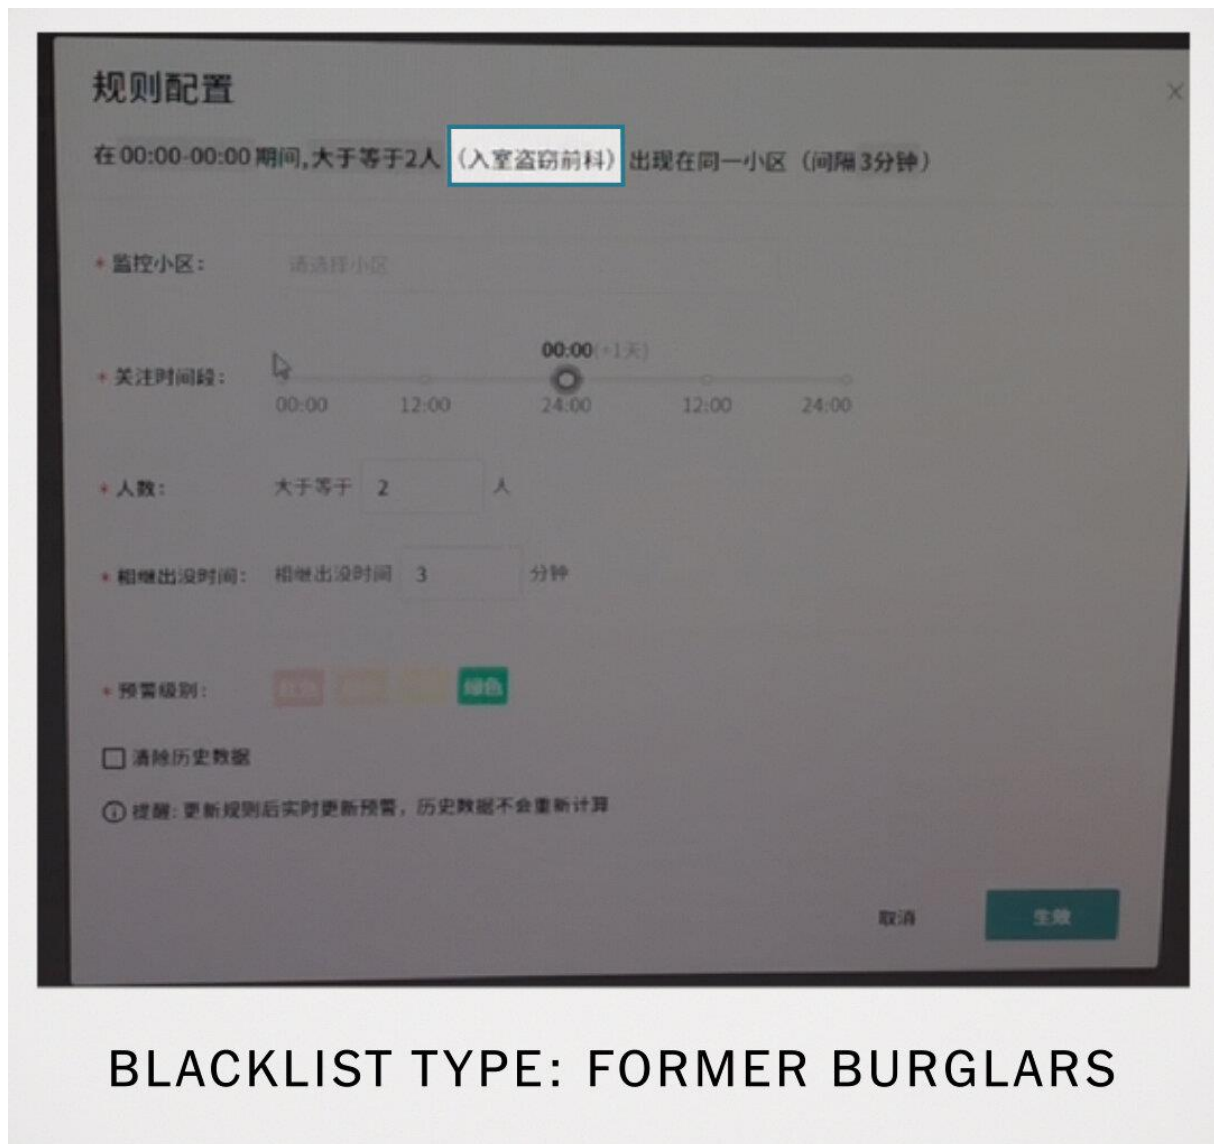 规则配置
在 00:00-00:00 期间,大于等于2人 （入室盗窃前科） 出现在同一小区（间隔 3分钟）
* 监控小区： 请选择小区
00:00(+1天)
* 关注时间段：
00:00 12:00 24:00 12:00 24:00
* 人数： 大于等于 2 人
* 相继出没时间： 相继出没时间 3 分钟
* 预警级别： 绿色
清除历史数据
提醒: 更新规则后实时更新预警，历史数据不会重新计算
取消 生效
BLACKLIST TYPE: FORMER BURGLARS